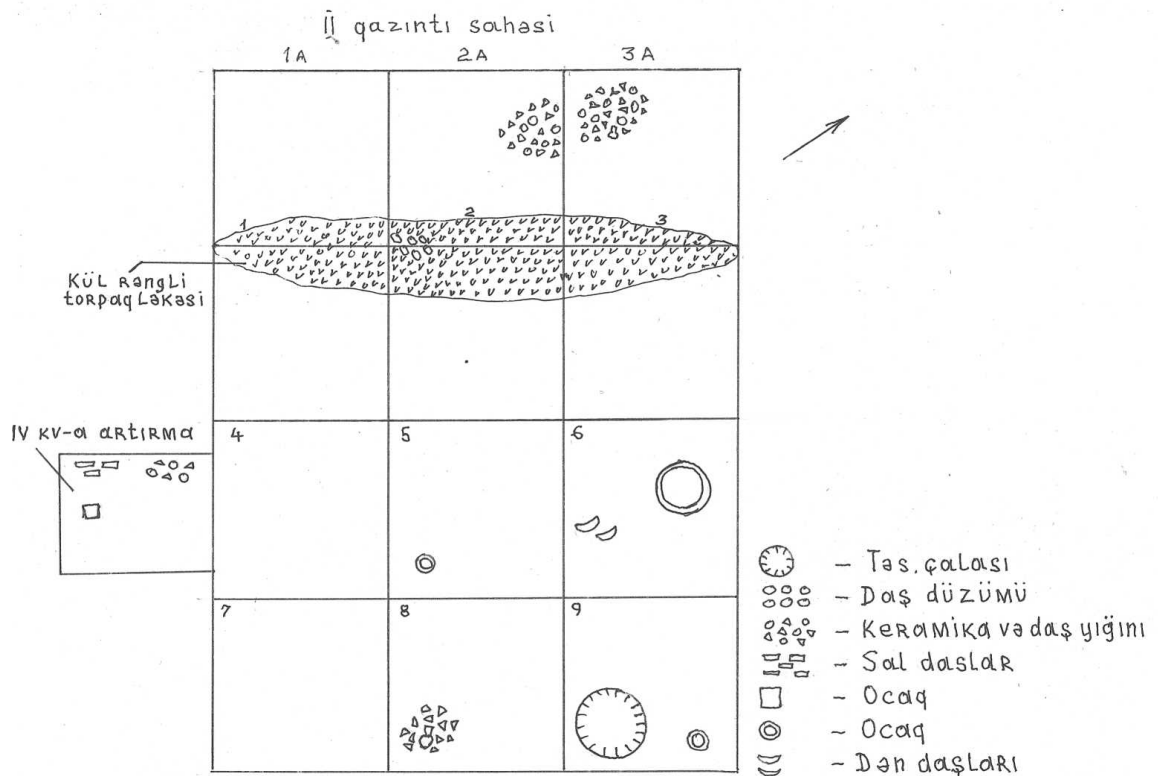 II qazıntı sahəsi
1A 2A 3A
1 2 3
Kül rəngli
torpaq ləkəsi
IV kv-a artırma
4 5 6
7 8 9
– Təs. çalası
– Daş düzümü
– Keramika və daş yığını
– Sal daslar
– Ocaq
– Ocaq
– Dən daşları